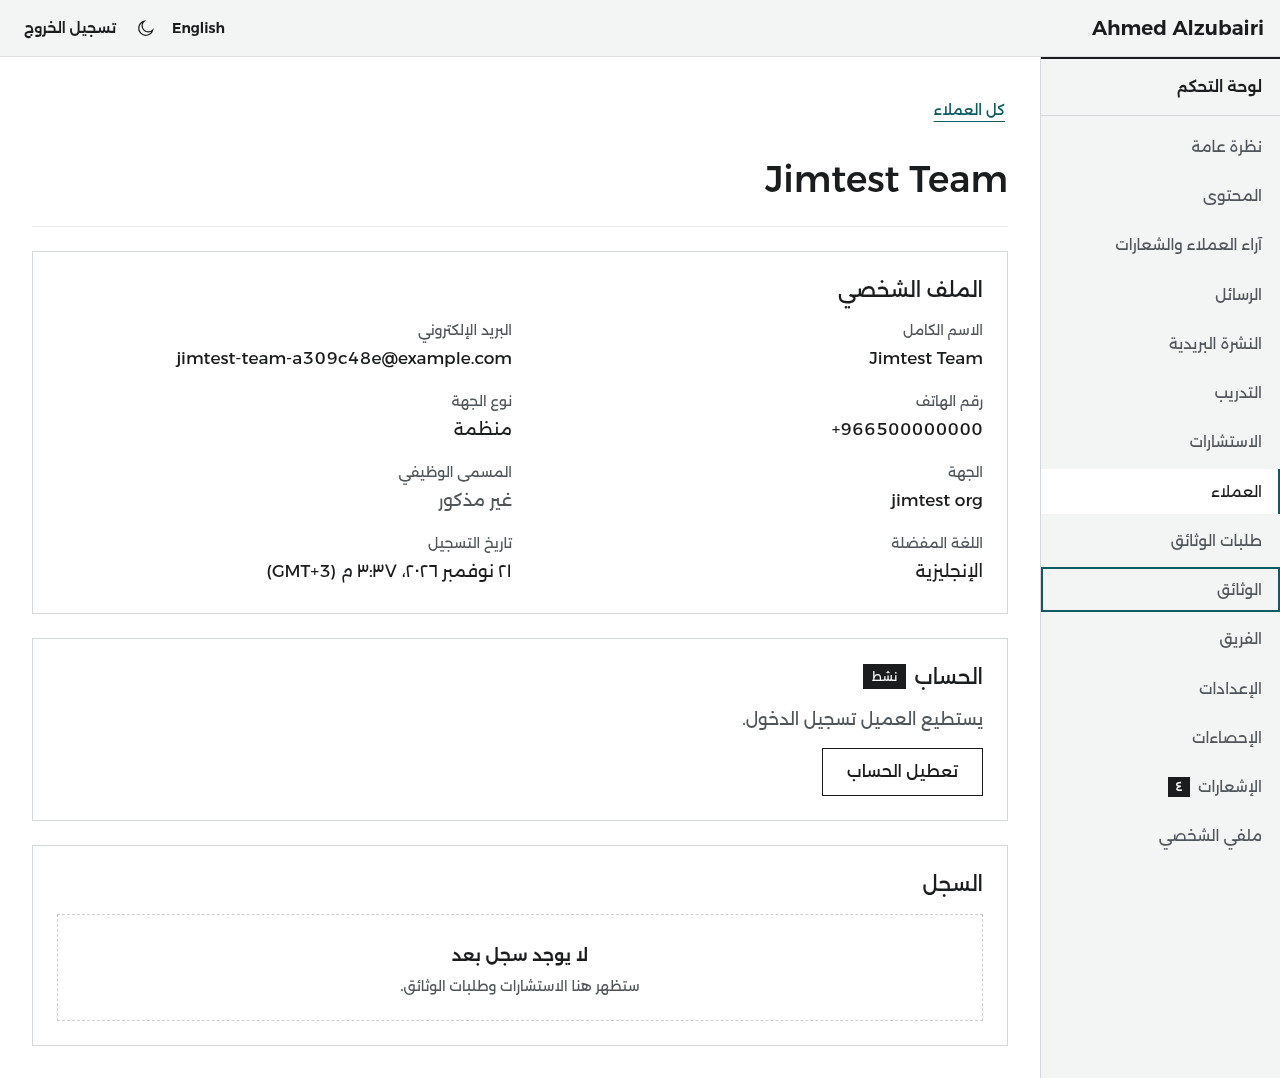 Ahmed Alzubairi
English
تسجيل الخروج
لوحة التحكم
نظرة عامة
المحتوى
آراء العملاء والشعارات
الرسائل
النشرة البريدية
التدريب
الاستشارات
العملاء
طلبات الوثائق
الوثائق
الفريق
الإعدادات
الإحصاءات
الإشعارات ٤
ملفي الشخصي
كل العملاء
Jimtest Team
الملف الشخصي
الاسم الكامل
Jimtest Team
البريد الإلكتروني
jimtest-team-a309c48e@example.com
رقم الهاتف
+966500000000
نوع الجهة
منظمة
الجهة
jimtest org
المسمى الوظيفي
غير مذكور
اللغة المفضلة
الإنجليزية
تاريخ التسجيل
٢١ نوفمبر ٢٠٢٦، ٣:٣٧ م (GMT+3)
الحساب نشط
يستطيع العميل تسجيل الدخول.
تعطيل الحساب
السجل
لا يوجد سجل بعد
ستظهر هنا الاستشارات وطلبات الوثائق.